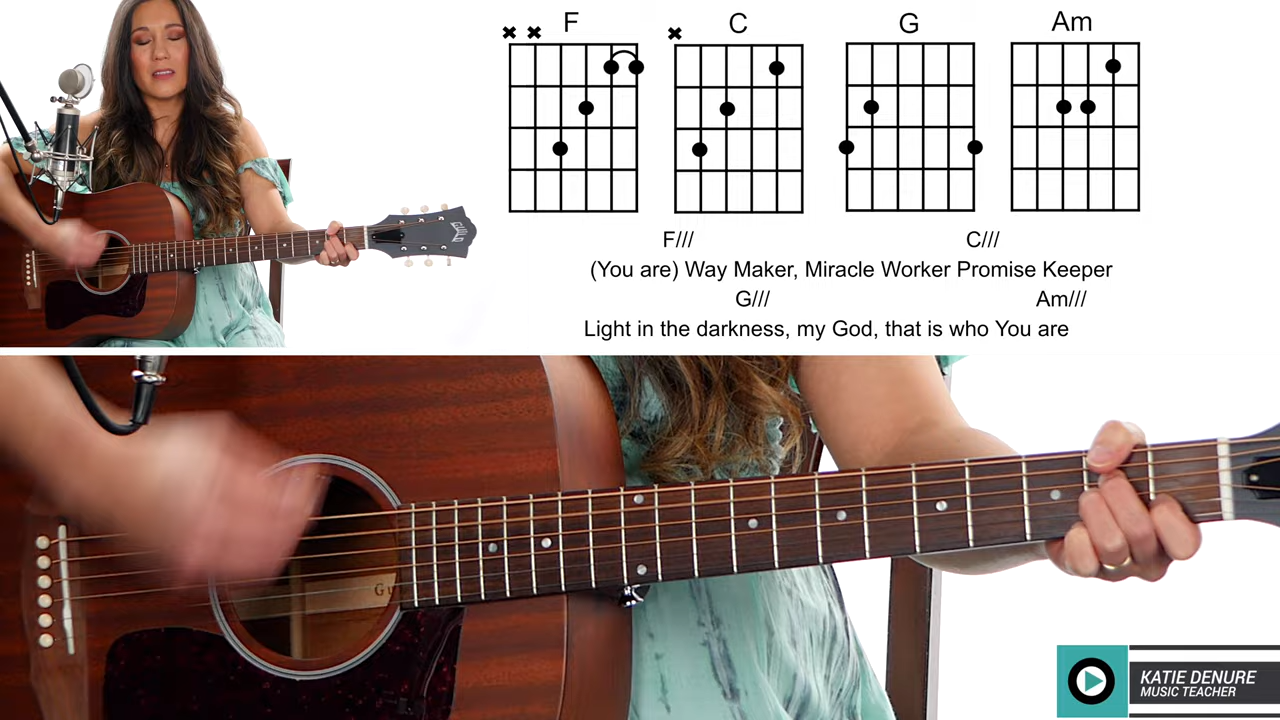 F
C
G
Am
F///
C///
(You are) Way Maker, Miracle Worker Promise Keeper
G///
Am///
Light in the darkness, my God, that is who You are
GUILD
KATIE DENURE
MUSIC TEACHER